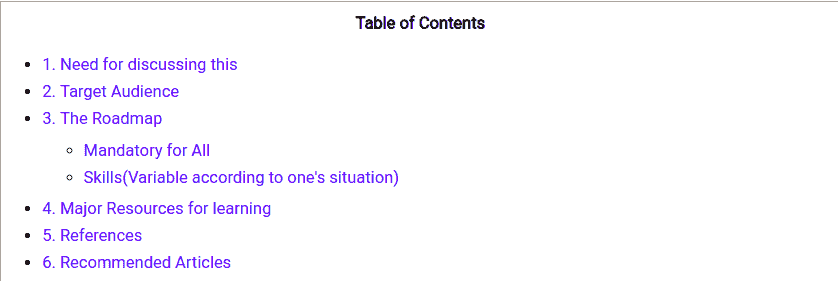 Table of Contents
1. Need for discussing this
2. Target Audience
3. The Roadmap
Mandatory for All
Skills(Variable according to one's situation)
4. Major Resources for learning
5. References
6. Recommended Articles